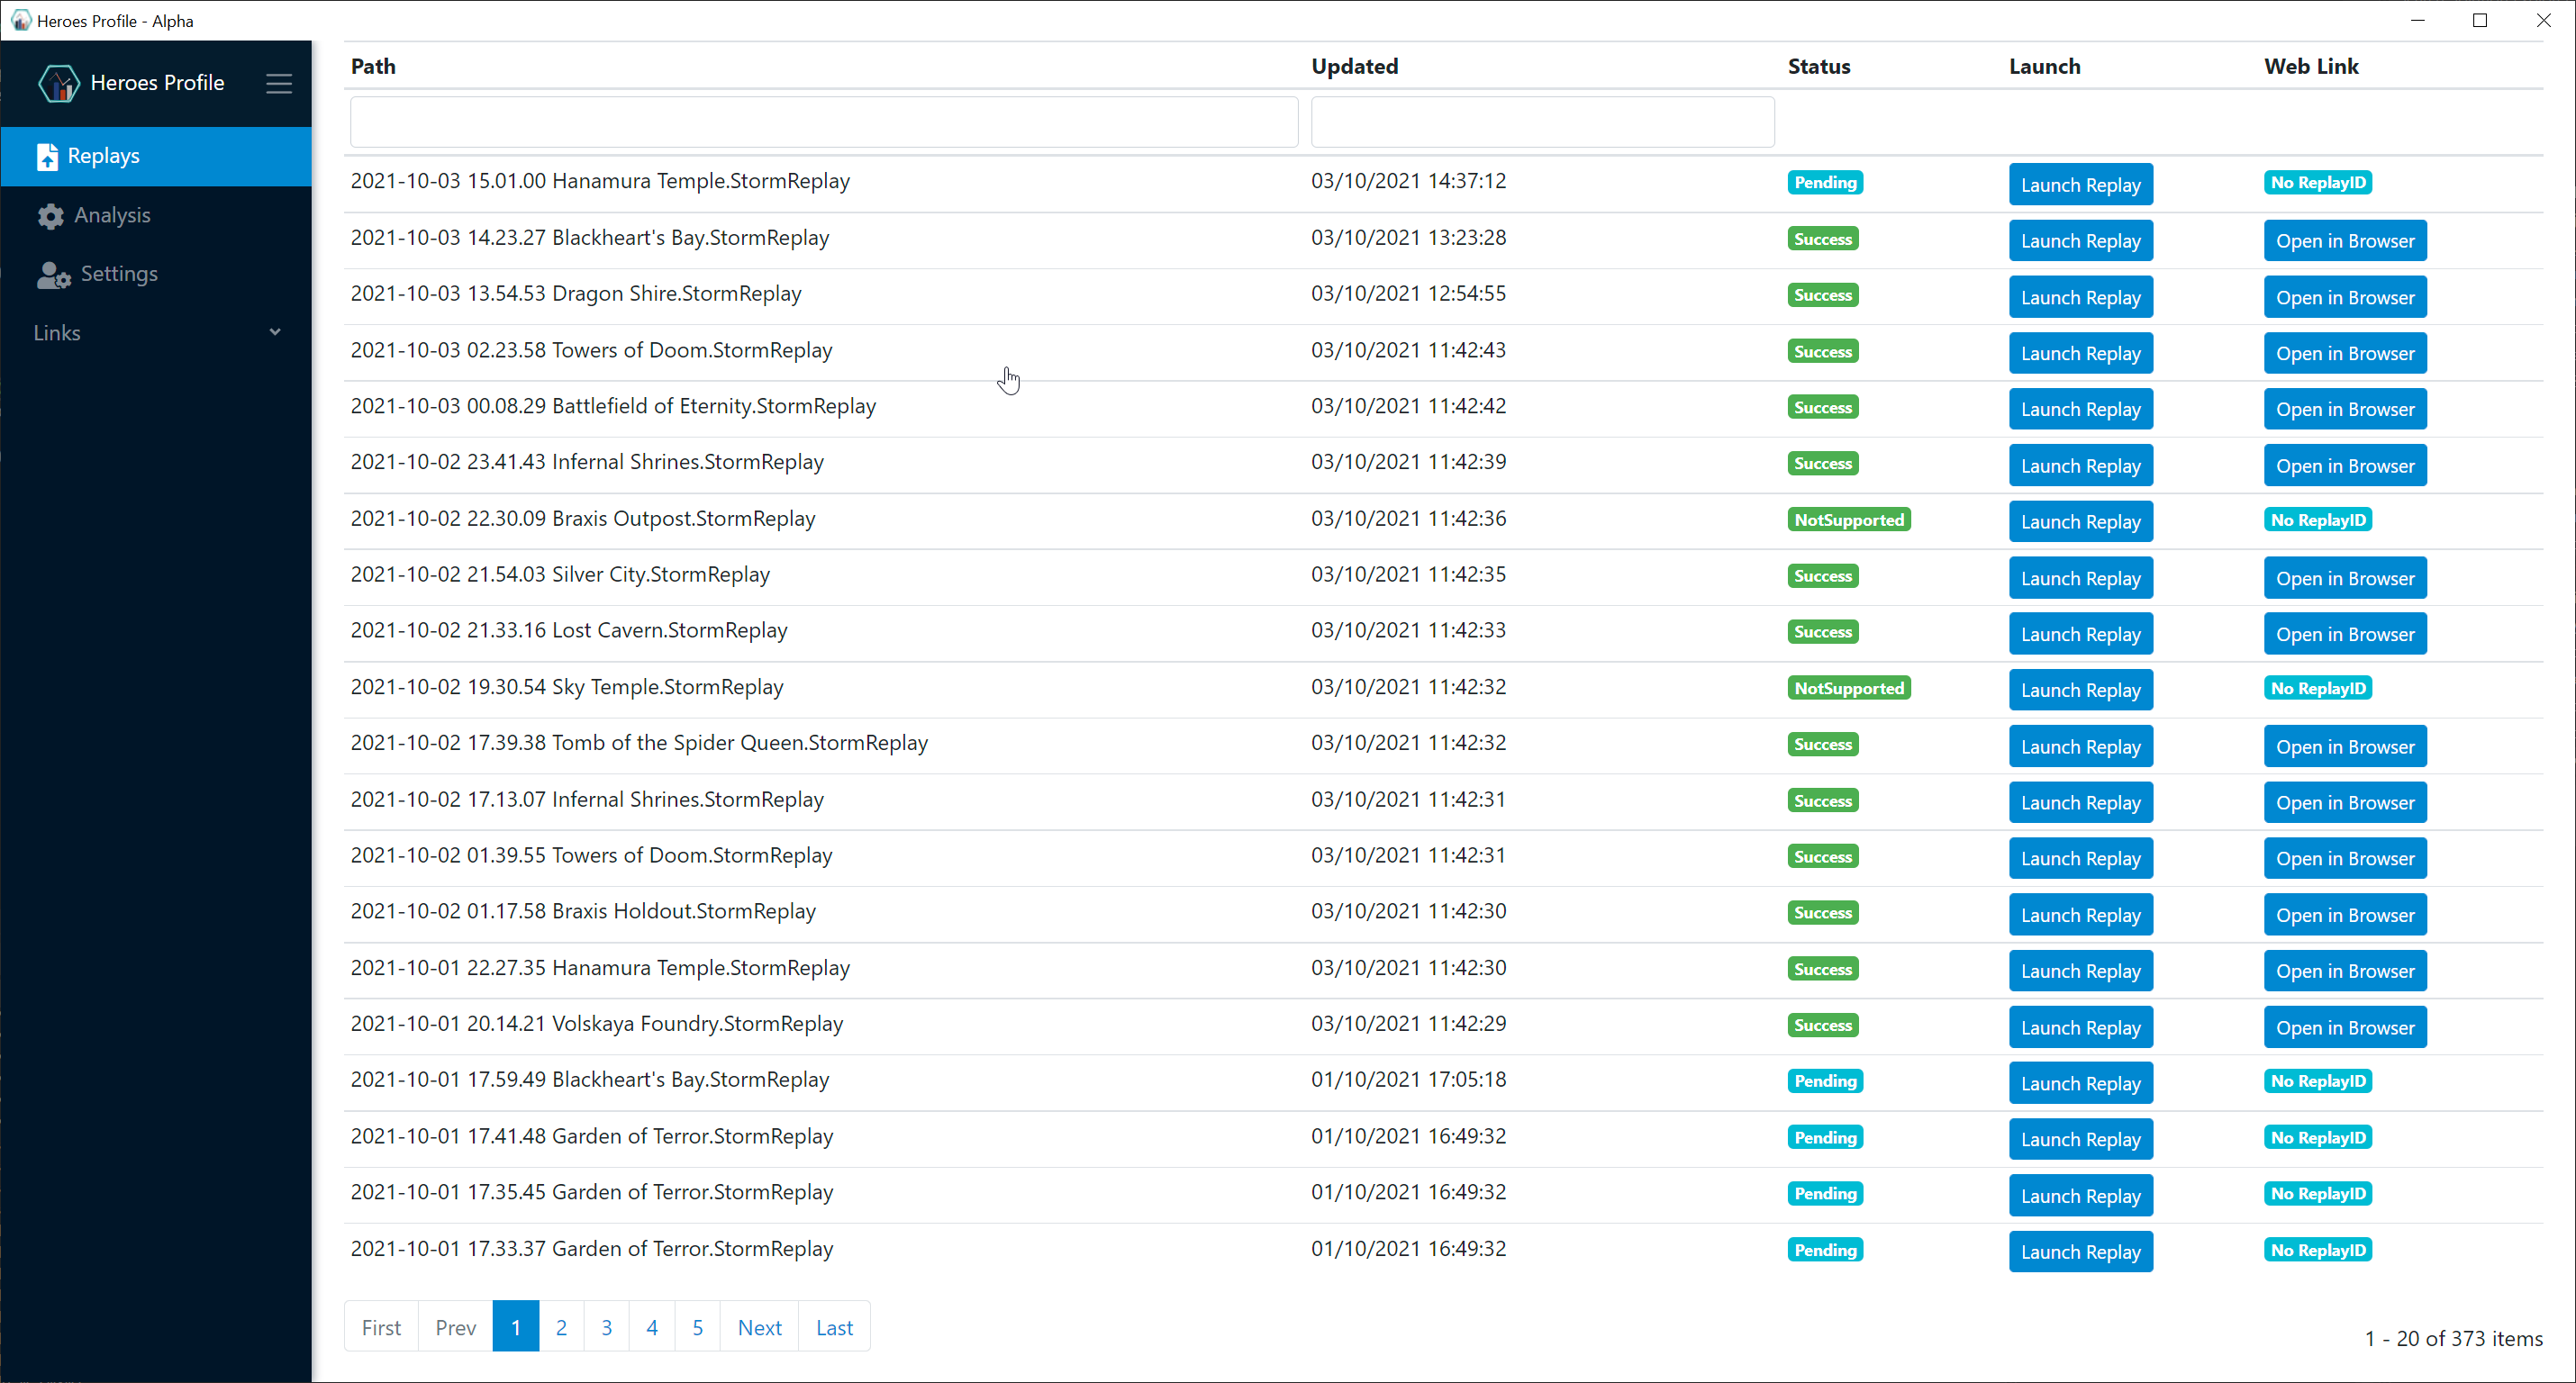 Heroes Profile - Alpha
Heroes Profile
Replays
Analysis
Settings
Links
Path Updated Status Launch Web Link
2021-10-03 15.01.00 Hanamura Temple.StormReplay 03/10/2021 14:37:12 Pending Launch Replay No ReplayID
2021-10-03 14.23.27 Blackheart's Bay.StormReplay 03/10/2021 13:23:28 Success Launch Replay Open in Browser
2021-10-03 13.54.53 Dragon Shire.StormReplay 03/10/2021 12:54:55 Success Launch Replay Open in Browser
2021-10-03 02.23.58 Towers of Doom.StormReplay 03/10/2021 11:42:43 Success Launch Replay Open in Browser
2021-10-03 00.08.29 Battlefield of Eternity.StormReplay 03/10/2021 11:42:42 Success Launch Replay Open in Browser
2021-10-02 23.41.43 Infernal Shrines.StormReplay 03/10/2021 11:42:39 Success Launch Replay Open in Browser
2021-10-02 22.30.09 Braxis Outpost.StormReplay 03/10/2021 11:42:36 NotSupported Launch Replay No ReplayID
2021-10-02 21.54.03 Silver City.StormReplay 03/10/2021 11:42:35 Success Launch Replay Open in Browser
2021-10-02 21.33.16 Lost Cavern.StormReplay 03/10/2021 11:42:33 Success Launch Replay Open in Browser
2021-10-02 19.30.54 Sky Temple.StormReplay 03/10/2021 11:42:32 NotSupported Launch Replay No ReplayID
2021-10-02 17.39.38 Tomb of the Spider Queen.StormReplay 03/10/2021 11:42:32 Success Launch Replay Open in Browser
2021-10-02 17.13.07 Infernal Shrines.StormReplay 03/10/2021 11:42:31 Success Launch Replay Open in Browser
2021-10-02 01.39.55 Towers of Doom.StormReplay 03/10/2021 11:42:31 Success Launch Replay Open in Browser
2021-10-02 01.17.58 Braxis Holdout.StormReplay 03/10/2021 11:42:30 Success Launch Replay Open in Browser
2021-10-01 22.27.35 Hanamura Temple.StormReplay 03/10/2021 11:42:30 Success Launch Replay Open in Browser
2021-10-01 20.14.21 Volskaya Foundry.StormReplay 03/10/2021 11:42:29 Success Launch Replay Open in Browser
2021-10-01 17.59.49 Blackheart's Bay.StormReplay 01/10/2021 17:05:18 Pending Launch Replay No ReplayID
2021-10-01 17.41.48 Garden of Terror.StormReplay 01/10/2021 16:49:32 Pending Launch Replay No ReplayID
2021-10-01 17.35.45 Garden of Terror.StormReplay 01/10/2021 16:49:32 Pending Launch Replay No ReplayID
2021-10-01 17.33.37 Garden of Terror.StormReplay 01/10/2021 16:49:32 Pending Launch Replay No ReplayID
First Prev 1 2 3 4 5 Next Last
1 - 20 of 373 items